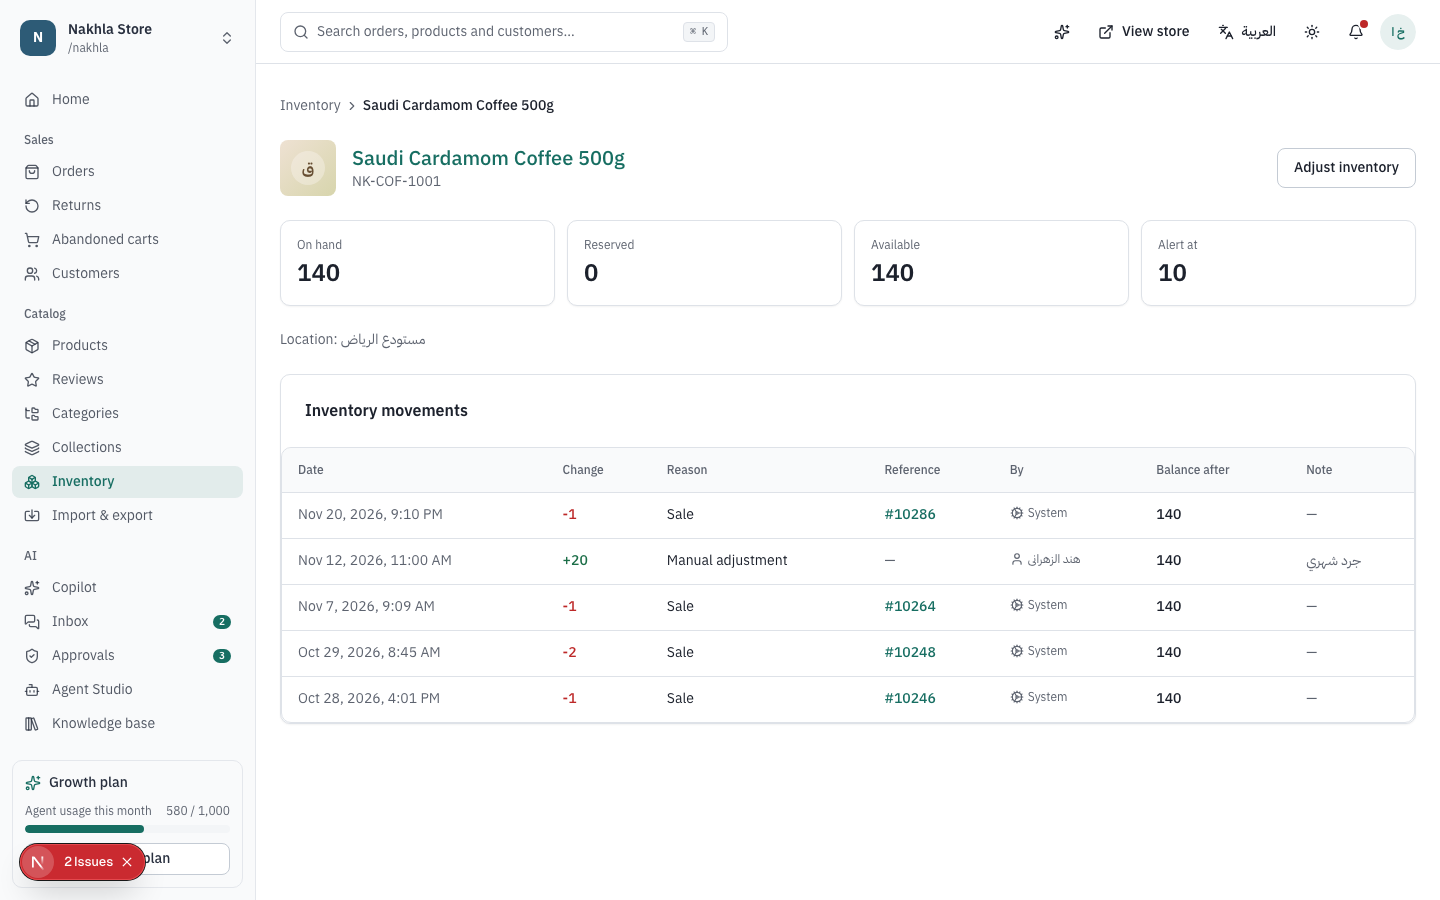 N
Nakhla Store
/nakhla
Home
Sales
Orders
Returns
Abandoned carts
Customers
Catalog
Products
Reviews
Categories
Collections
Inventory
Import & export
AI
Copilot
Inbox 2
Approvals 3
Agent Studio
Knowledge base
Growth plan
Agent usage this month 580 / 1,000
plan
N 2 Issues
Search orders, products and customers... ⌘ K
View store
العربية
خ ا
Inventory > Saudi Cardamom Coffee 500g
ق
Saudi Cardamom Coffee 500g
NK-COF-1001
Adjust inventory
On hand
140
Reserved
0
Available
140
Alert at
10
Location: مستودع الرياض
Inventory movements
Date Change Reason Reference By Balance after Note
Nov 20, 2026, 9:10 PM -1 Sale #10286 System 140 —
Nov 12, 2026, 11:00 AM +20 Manual adjustment — هند الزهراني 140 جرد شهري
Nov 7, 2026, 9:09 AM -1 Sale #10264 System 140 —
Oct 29, 2026, 8:45 AM -2 Sale #10248 System 140 —
Oct 28, 2026, 4:01 PM -1 Sale #10246 System 140 —